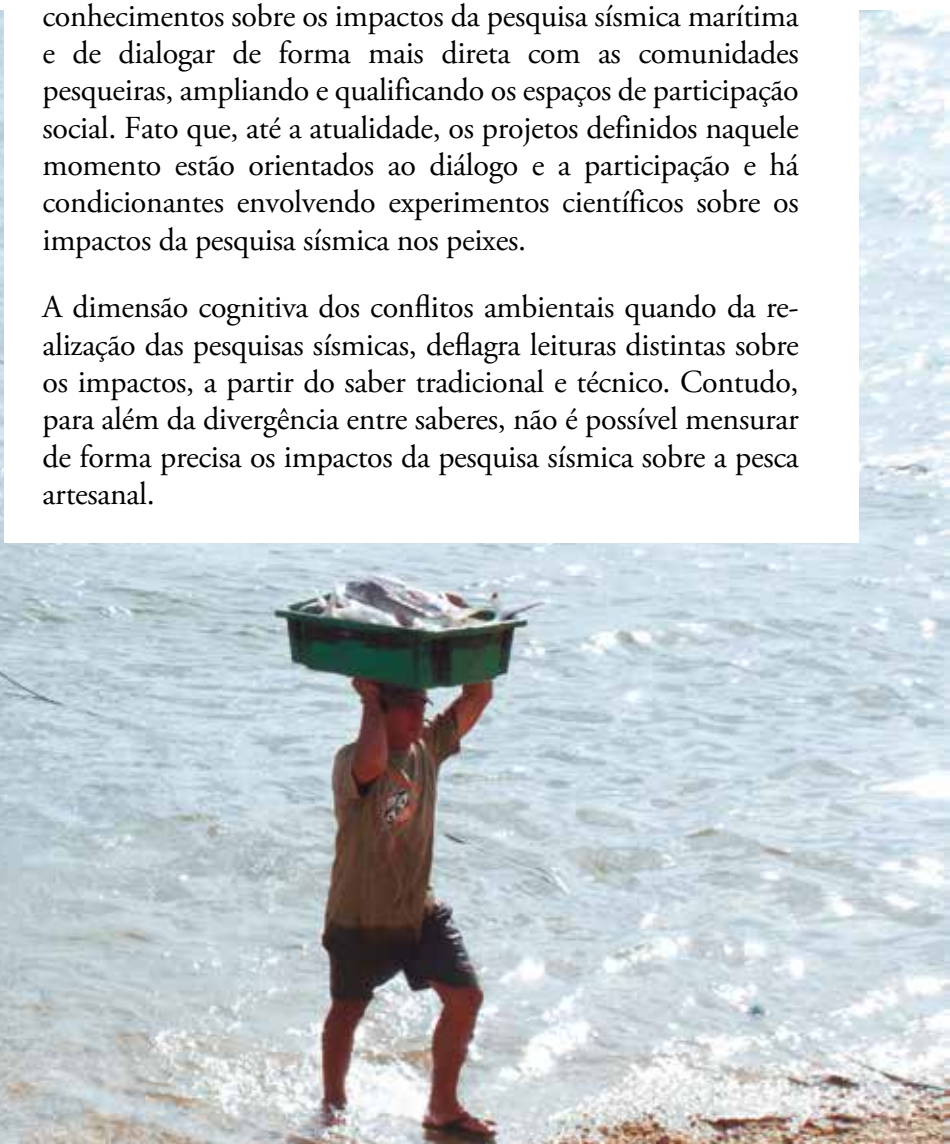 conhecimentos sobre os impactos da pesquisa sísmica marítima
e de dialogar de forma mais direta com as comunidades
pesqueiras, ampliando e qualificando os espaços de participação
social. Fato que, até a atualidade, os projetos definidos naquele
momento estão orientados ao diálogo e a participação e há
condicionantes envolvendo experimentos científicos sobre os
impactos da pesquisa sísmica nos peixes.
A dimensão cognitiva dos conflitos ambientais quando da re-
alização das pesquisas sísmicas, deflagra leituras distintas sobre
os impactos, a partir do saber tradicional e técnico. Contudo,
para além da divergência entre saberes, não é possível mensurar
de forma precisa os impactos da pesquisa sísmica sobre a pesca
artesanal.